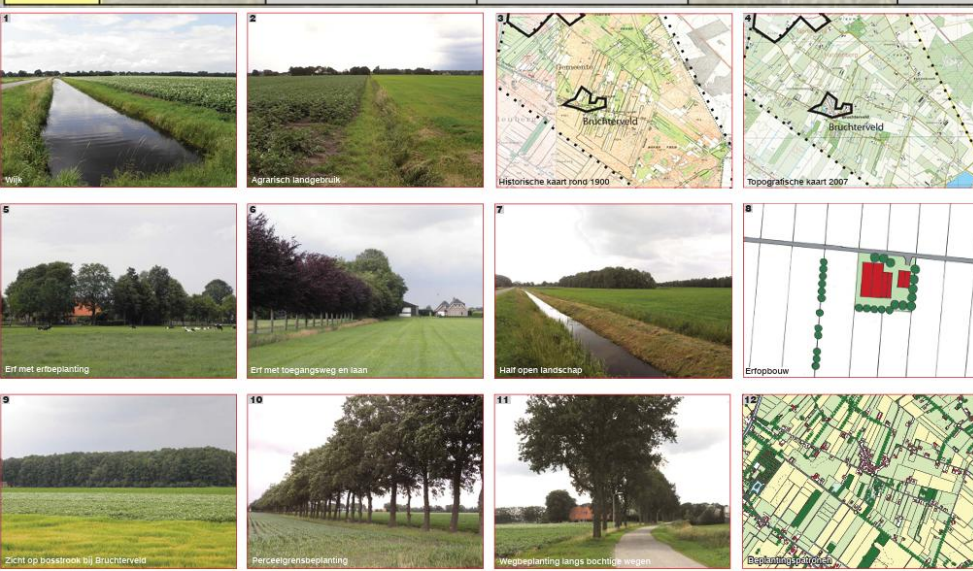 1
Wijk
2
Agrarisch landgebruik
3
Gemeente
Bruchterveld
Historische kaart rond 1900
4
Bruchterveld
Topografische kaart 2007
5
Erf met erfbeplanting
6
Erf met toegangsweg en laan
7
Half open landschap
8
Erfopbouw
9
Zicht op bosstrook bij Bruchterveld
10
Perceelgrensbeplanting
11
Wegbeplanting langs bochtige wegen
12
Beplantingspatronen